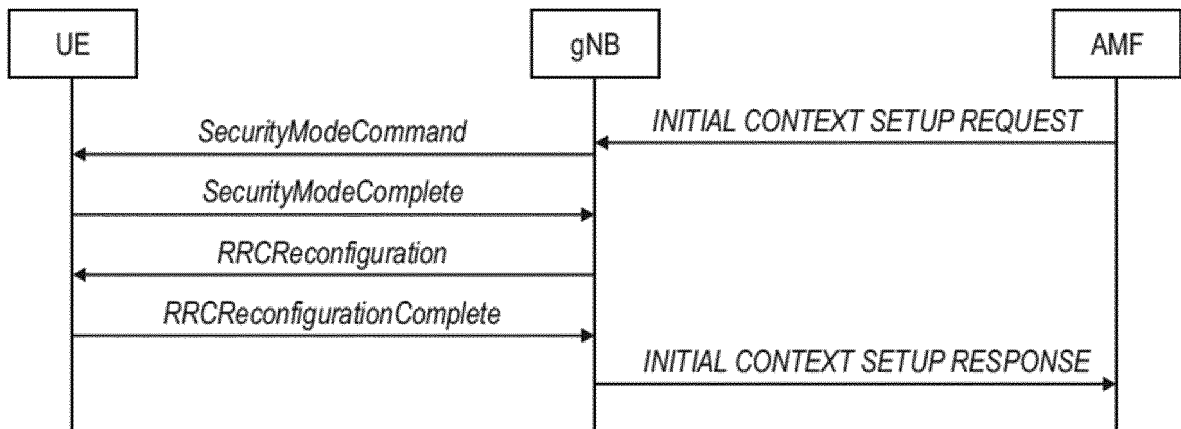 UE
gNB
AMF
INITIAL CONTEXT SETUP REQUEST
SecurityModeCommand
SecurityModeComplete
RRCReconfiguration
RRCReconfigurationComplete
INITIAL CONTEXT SETUP RESPONSE